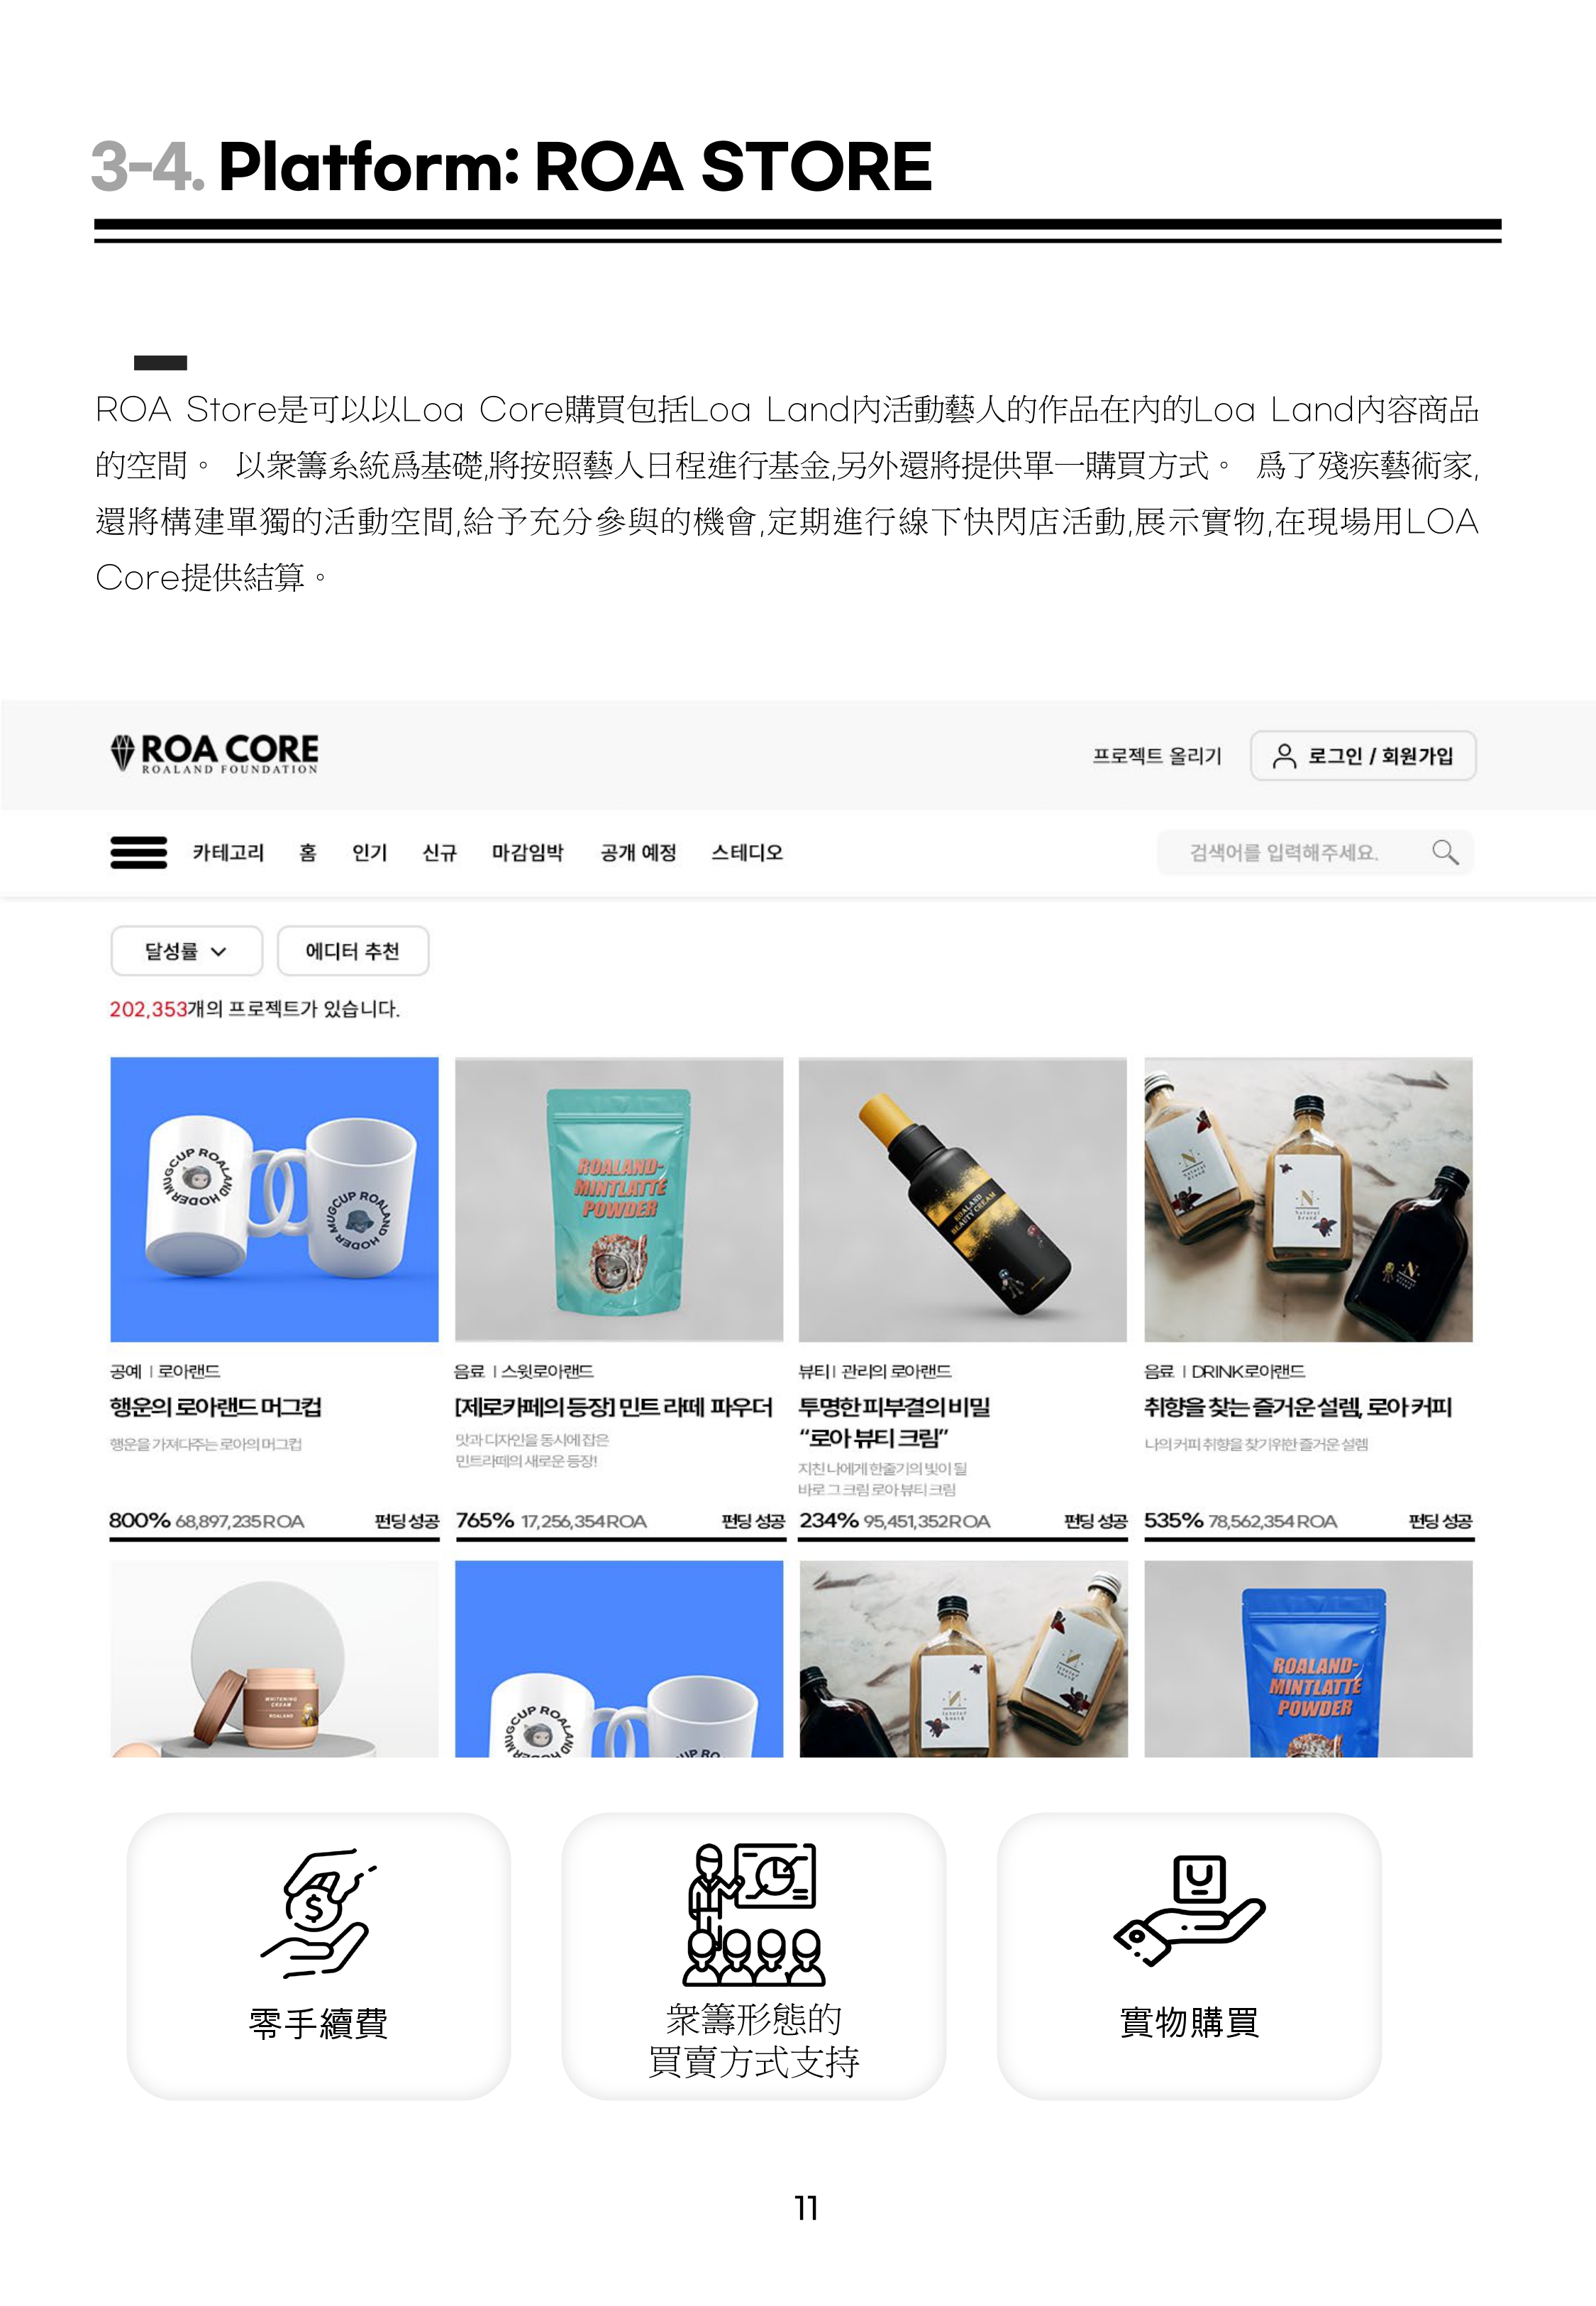 3-4. Platform: ROA STORE
ROA Store是可以以Loa Core購買包括Loa Land內活動藝人的作品在內的Loa Land內容商品
的空間。 以衆籌系統爲基礎,將按照藝人日程進行基金,另外還將提供單一購買方式。 爲了殘疾藝術家,
還將構建單獨的活動空間,給予充分參與的機會,定期進行線下快閃店活動,展示實物,在現場用LOA
Core提供結算。
ROA CORE
ROALAND FOUNDATION
프로젝트 올리기
로그인 / 회원가입
카테고리 홈 인기 신규 마감임박 공개 예정 스테디오
검색어를 입력해주세요.
달성률
에디터 추천
202,353개의 프로젝트가 있습니다.
MUGCUP ROALAND HODER
MUGCUP ROALAND HODER
ROALAND-
MINTLATTE
POWDER
ROALAND
BEAUTY CREAM
N
Natural
brand
공예 | 로아랜드
행운의 로아랜드 머그컵
행운을 가져다주는 로아의 머그컵
800% 68,897,235ROA 펀딩 성공
음료 | 스윗로아랜드
[제로카페의 등장] 민트 라떼 파우더
맛과 디자인을 동시에 잡은
민트라떼의 새로운 등장!
765% 17,256,354ROA 펀딩 성공
뷰티 | 관리의 로아랜드
투명한 피부결의 비밀
“로아 뷰티 크림”
지친 나에게 한줄기의 빛이 될
바로 그 크림 로아 뷰티 크림
234% 95,451,352ROA 펀딩 성공
음료 | DRINK로아랜드
취향을 찾는 즐거운 설렘, 로아 커피
나의 커피 취향을 찾기위한 즐거운 설렘
535% 78,562,354ROA 펀딩 성공
WHITENING
CREAM
ROALAND
MUGCUP ROALAND
CUP RO
ROALAND-
MINTLATTE
POWDER
零手續費
衆籌形態的
買賣方式支持
實物購買
11